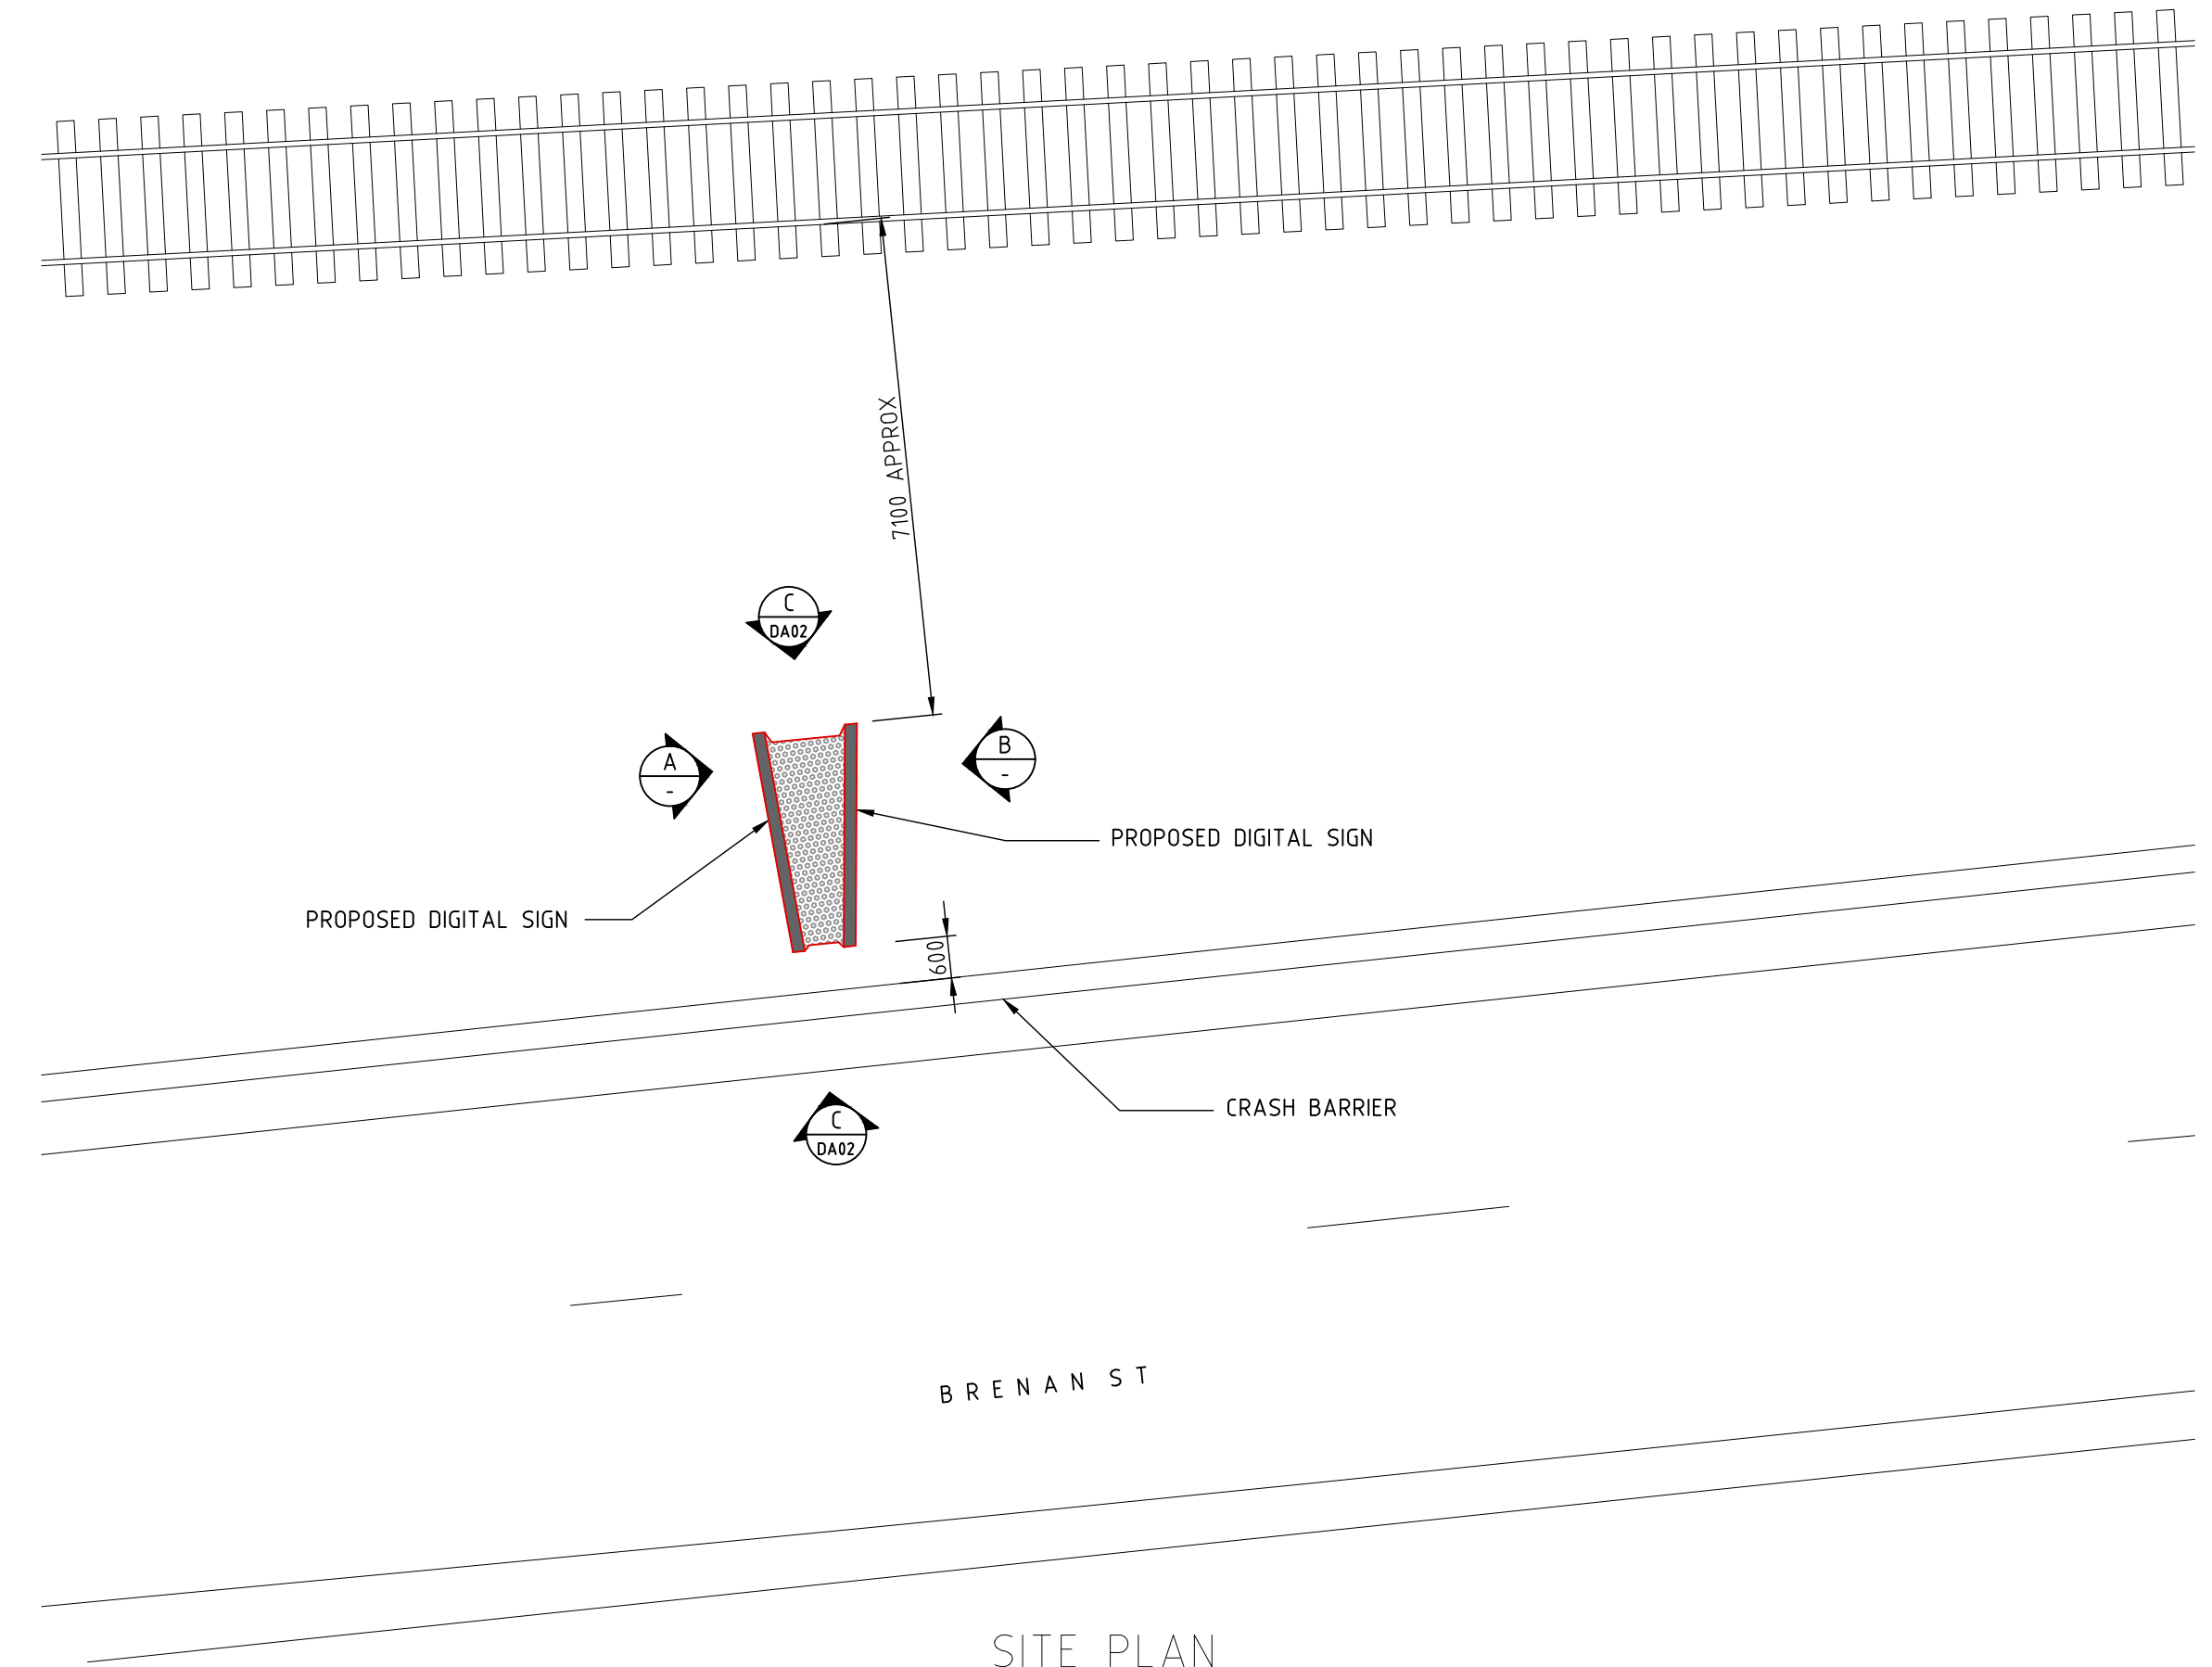 7100 APPROX
C
DA02
A
-
B
-
PROPOSED DIGITAL SIGN
PROPOSED DIGITAL SIGN
600
CRASH BARRIER
C
DA02
BRENAN ST
SITE PLAN